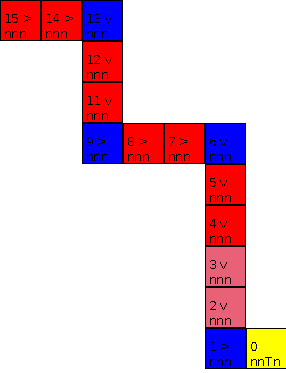 15 > 14 > 13 v
nnn nnn nnn
12 v
nnn
11 v
nnn
9 > 8 > 7 > 6 v
nnn nnn nnn nnn
5 v
nnn
4 v
nnn
3 v
nnn
2 v
nnn
1 > 0
nnn nnTn